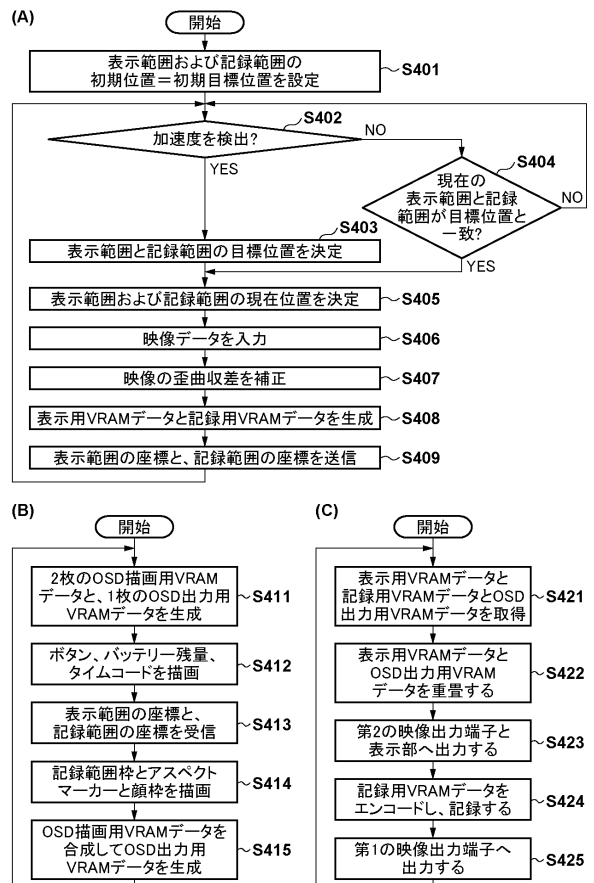 (A)
開始
表示範囲および記録範囲の
初期位置＝初期目標位置を設定
S401
S402
加速度を検出?
NO
YES
S404
現在の
表示範囲と記録
範囲が目標位置と
一致?
NO
YES
S403
表示範囲と記録範囲の目標位置を決定
表示範囲および記録範囲の現在位置を決定
S405
映像データを入力
S406
映像の歪曲収差を補正
S407
表示用VRAMデータと記録用VRAMデータを生成
S408
表示範囲の座標と、記録範囲の座標を送信
S409
(B)
開始
2枚のOSD描画用VRAM
データと、1枚のOSD出力用
VRAMデータを生成
S411
ボタン、バッテリー残量、
タイムコードを描画
S412
表示範囲の座標と、
記録範囲の座標を受信
S413
記録範囲枠とアスペクト
マーカーと顔枠を描画
S414
OSD描画用VRAMデータを
合成してOSD出力用
VRAMデータを生成
S415
(C)
開始
表示用VRAMデータと
記録用VRAMデータとOSD
出力用VRAMデータを取得
S421
表示用VRAMデータと
OSD出力用VRAM
データを重畳する
S422
第2の映像出力端子と
表示部へ出力する
S423
記録用VRAMデータを
エンコードし、記録する
S424
第1の映像出力端子へ
出力する
S425